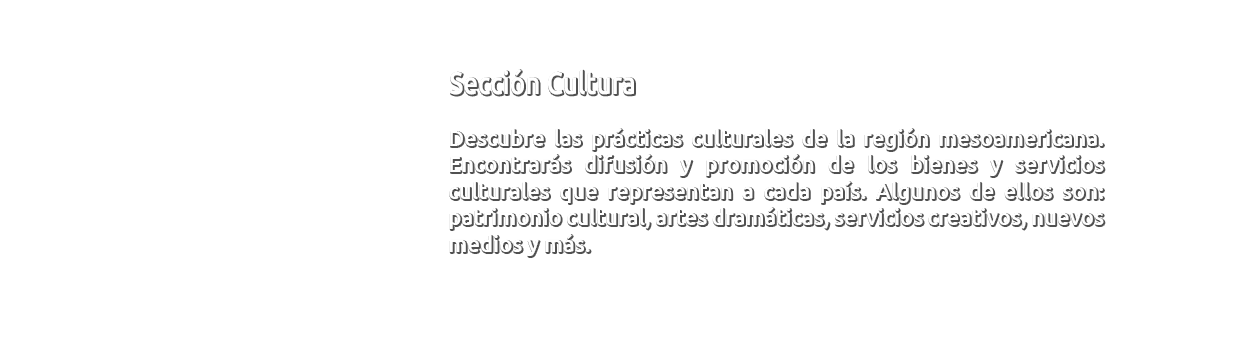 Sección Cultura
Descubre las prácticas culturales de la región mesoamericana.
Encontrarás difusión y promoción de los bienes y servicios
culturales que representan a cada país. Algunos de ellos son:
patrimonio cultural, artes dramáticas, servicios creativos, nuevos
medios y más.